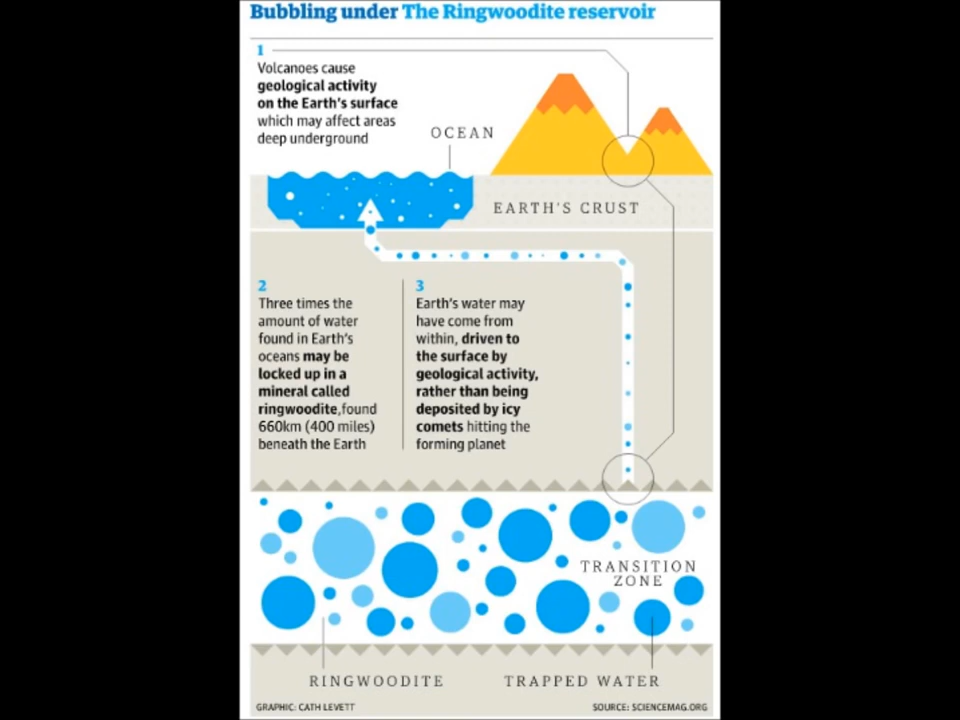 Bubbling under The Ringwoodite reservoir
1
Volcanoes cause
geological activity
on the Earth's surface
which may affect areas
deep underground
OCEAN
EARTH'S CRUST
2
Three times the
amount of water
found in Earth's
oceans may be
locked up in a
mineral called
ringwoodite,found
660km (400 miles)
beneath the Earth
3
Earth's water may
have come from
within, driven to
the surface by
geological activity,
rather than being
deposited by icy
comets hitting the
forming planet
TRANSITION
ZONE
RINGWOODITE
TRAPPED WATER
GRAPHIC: CATH LEVETT
SOURCE: SCIENCEMAG.ORG